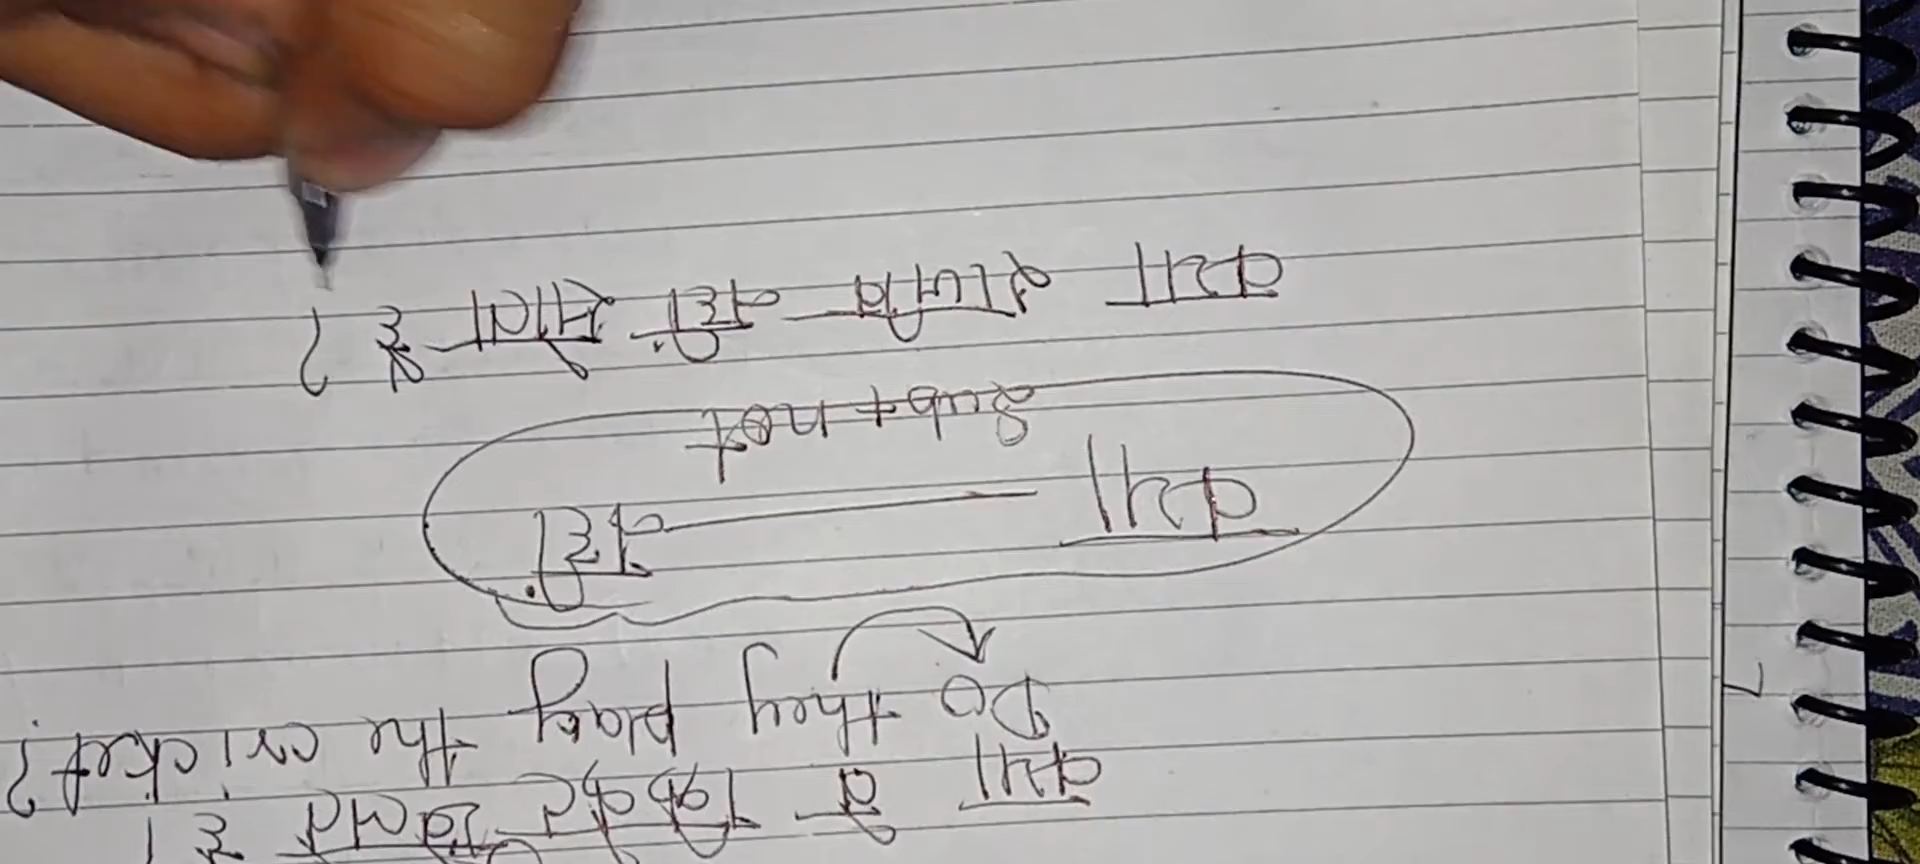 क्या वे क्रिकेट खेलते है
Do they play the cricket?
क्या — नहीं
Sub + not
क्या नहीं सोता है ?